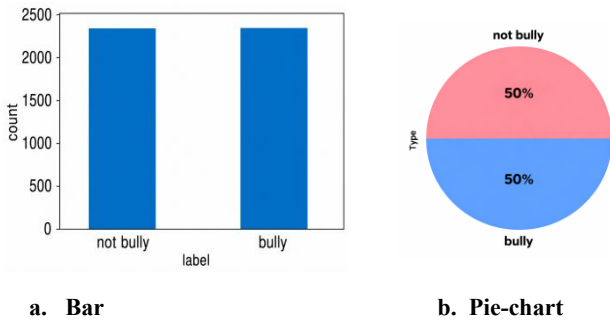 2500
2000
1500
1000
500
0
count
not bully
bully
label
not bully
50%
Type
50%
bully
a. Bar
b. Pie-chart